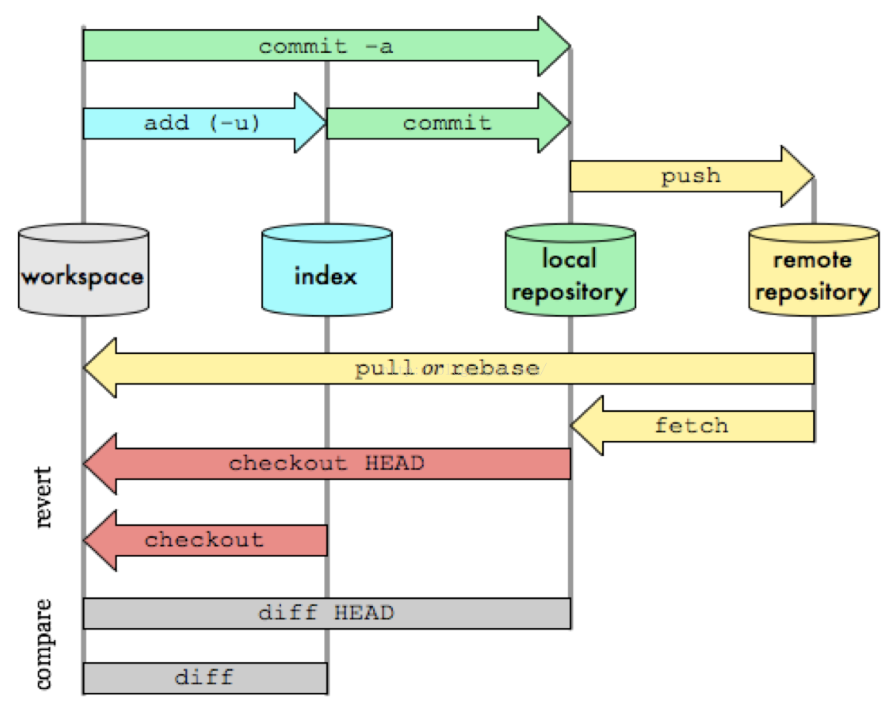 commit -a
add (-u)
commit
push
workspace
index
local
repository
remote
repository
pull or rebase
fetch
checkout HEAD
revert
checkout
diff HEAD
compare
diff